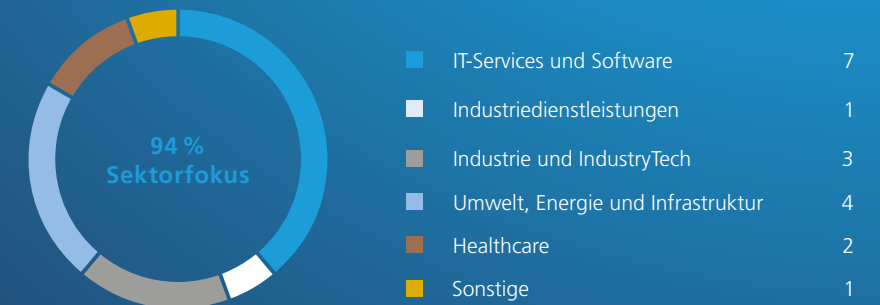 94 %
Sektorfokus
IT-Services und Software 7
Industriedienstleistungen 1
Industrie und IndustryTech 3
Umwelt, Energie und Infrastruktur 4
Healthcare 2
Sonstige 1